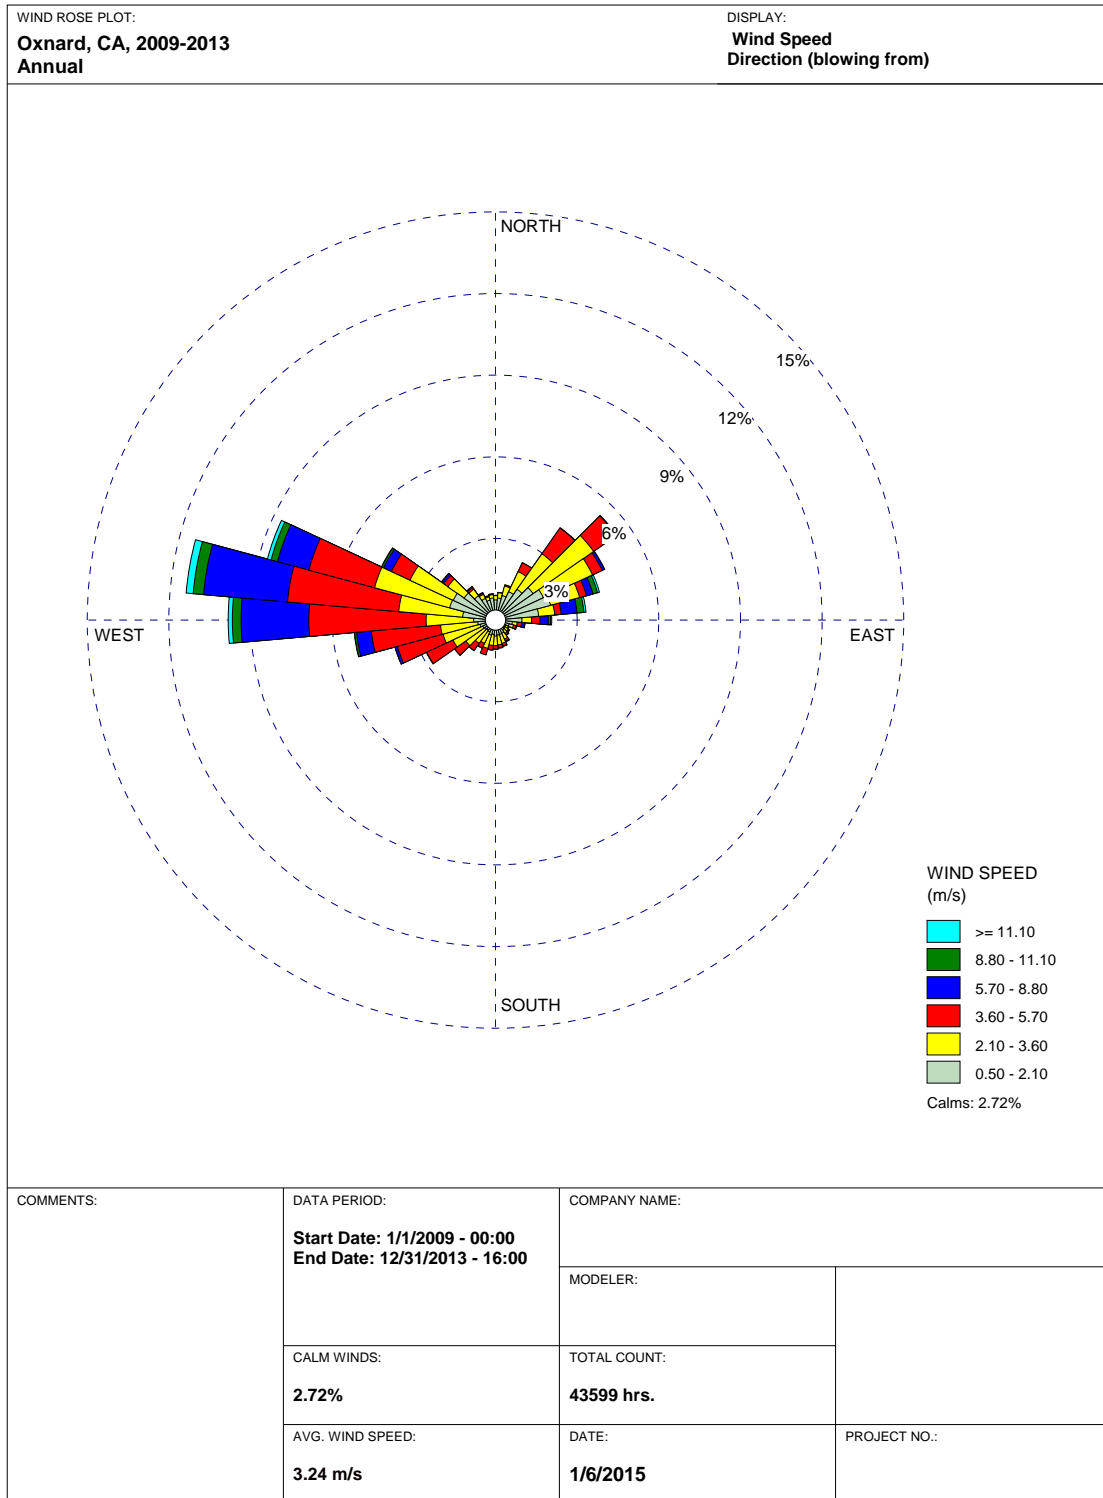 WIND ROSE PLOT:
Oxnard, CA, 2009-2013
Annual
DISPLAY:
Wind Speed
Direction (blowing from)
NORTH
15%
12%
9%
6%
3%
WEST
EAST
SOUTH
WIND SPEED
(m/s)
>= 11.10
8.80 - 11.10
5.70 - 8.80
3.60 - 5.70
2.10 - 3.60
0.50 - 2.10
Calms: 2.72%
COMMENTS:
DATA PERIOD:
Start Date: 1/1/2009 - 00:00
End Date: 12/31/2013 - 16:00
COMPANY NAME:
MODELER:
CALM WINDS:
2.72%
TOTAL COUNT:
43599 hrs.
AVG. WIND SPEED:
3.24 m/s
DATE:
1/6/2015
PROJECT NO.: